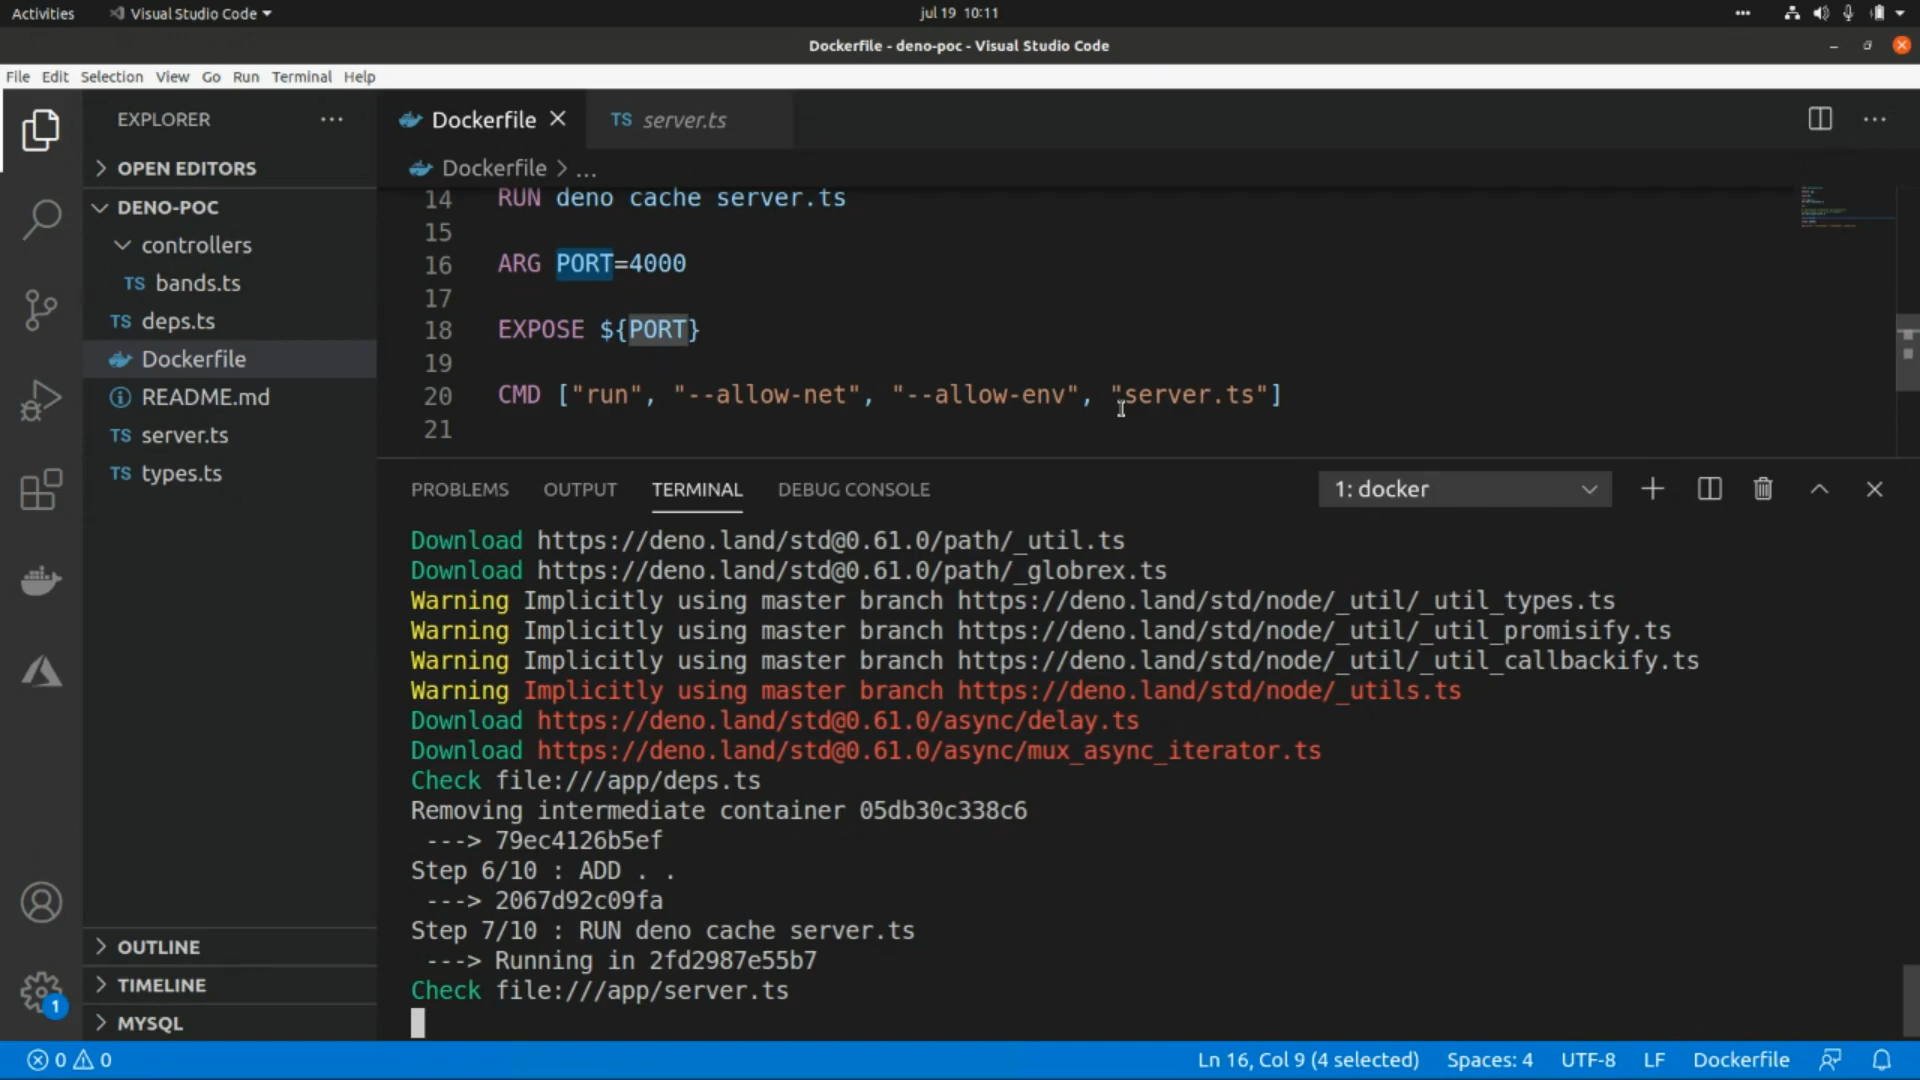 Activities
Visual Studio Code
jul 19 10:11
Dockerfile - deno-poc - Visual Studio Code
File Edit Selection View Go Run Terminal Help
EXPLORER
OPEN EDITORS
DENO-POC
controllers
TS bands.ts
TS deps.ts
Dockerfile
README.md
TS server.ts
TS types.ts
OUTLINE
TIMELINE
MYSQL
1
Dockerfile
TS server.ts
Dockerfile > ...
14 RUN deno cache server.ts
15
16 ARG PORT=4000
17
18 EXPOSE ${PORT}
19
20 CMD ["run", "--allow-net", "--allow-env", "server.ts"]
21
PROBLEMS OUTPUT TERMINAL DEBUG CONSOLE
1: docker
Download https://deno.land/std@0.61.0/path/_util.ts
Download https://deno.land/std@0.61.0/path/_globrex.ts
Warning Implicitly using master branch https://deno.land/std/node/_util/_util_types.ts
Warning Implicitly using master branch https://deno.land/std/node/_util/_util_promisify.ts
Warning Implicitly using master branch https://deno.land/std/node/_util/_util_callbackify.ts
Warning Implicitly using master branch https://deno.land/std/node/_utils.ts
Download https://deno.land/std@0.61.0/async/delay.ts
Download https://deno.land/std@0.61.0/async/mux_async_iterator.ts
Check file:///app/deps.ts
Removing intermediate container 05db30c338c6
---> 79ec4126b5ef
Step 6/10 : ADD . .
---> 2067d92c09fa
Step 7/10 : RUN deno cache server.ts
---> Running in 2fd2987e55b7
Check file:///app/server.ts
0 0
Ln 16, Col 9 (4 selected)
Spaces: 4
UTF-8
LF
Dockerfile